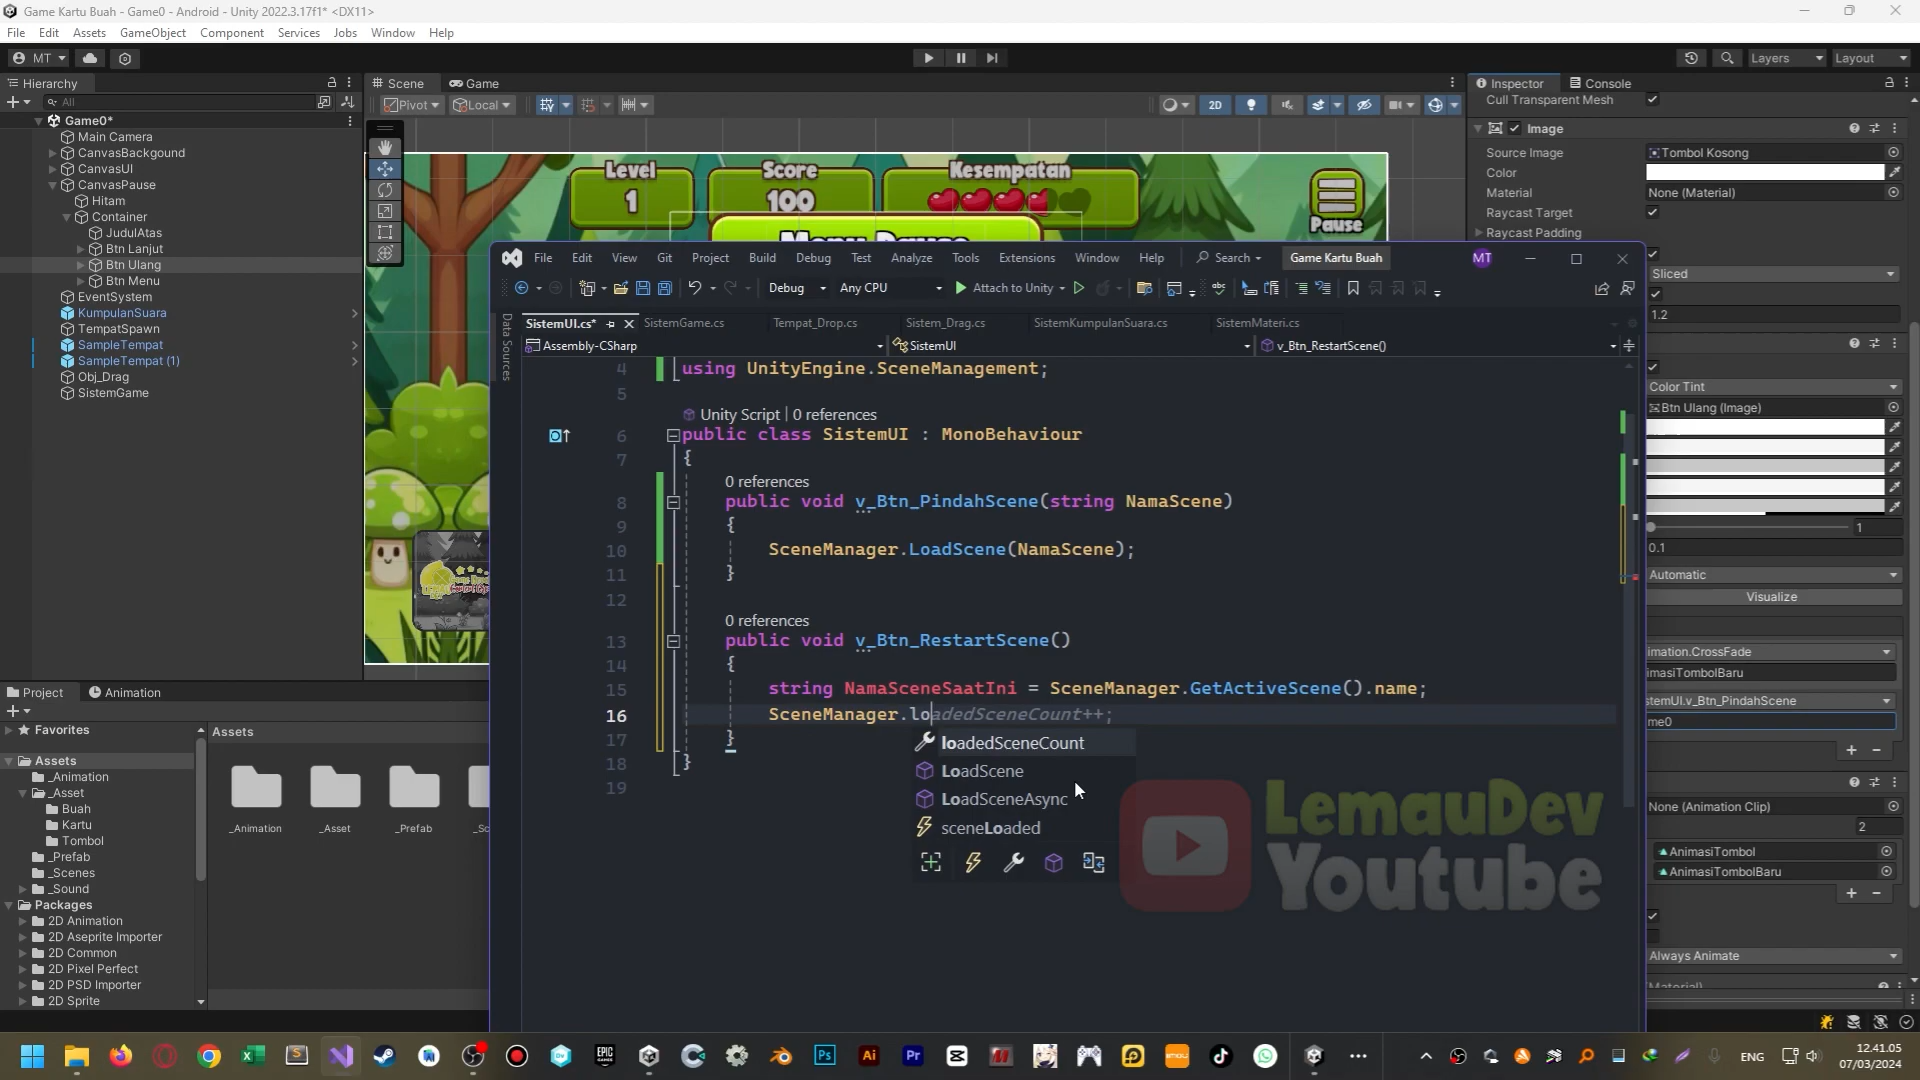 Game Kartu Buah - Game0 - Android - Unity 2022.3.17f1* <DX11>
File Edit Assets GameObject Component Services Jobs Window Help
MT
Layers Layout
Hierarchy
All
Game0*
Main Camera
CanvasBackgound
CanvasUI
CanvasPause
Hitam
Container
JudulAtas
Btn Lanjut
Btn Ulang
Btn Menu
EventSystem
KumpulanSuara
TempatSpawn
SampleTempat
SampleTempat (1)
Obj_Drag
SistemGame
Scene Game
Pivot Local 2D
Level Score Kesempatan
1 100
Pause
Inspector Console
Cull Transparent Mesh
Image
Source Image Tombol Kosong
Color
Material None (Material)
Raycast Target
Raycast Padding
Sliced
1.2
Color Tint
Btn Ulang (Image)
1
0.1
Automatic
Visualize
imation.CrossFade
imasiTombolBaru
stemUI.v_Btn_PindahScene
me0
None (Animation Clip)
2
AnimasiTombol
AnimasiTombolBaru
Always Animate
File Edit View Git Project Build Debug Test Analyze Tools Extensions Window Help Search Game Kartu Buah MT
Debug Any CPU Attach to Unity
Data Sources
SistemUI.cs* SistemGame.cs Tempat_Drop.cs Sistem_Drag.cs SistemKumpulanSuara.cs SistemMateri.cs
Assembly-CSharp SistemUI v_Btn_RestartScene()
4 using UnityEngine.SceneManagement;
5
Unity Script | 0 references
6 public class SistemUI : MonoBehaviour
7 {
0 references
8 public void v_Btn_PindahScene(string NamaScene)
9 {
10 SceneManager.LoadScene(NamaScene);
11 }
12
0 references
13 public void v_Btn_RestartScene()
14 {
15 string NamaSceneSaatIni = SceneManager.GetActiveScene().name;
16 SceneManager.loadedSceneCount++;
17 }
18 }
19
loadedSceneCount
LoadScene
LoadSceneAsync
sceneLoaded
LemauDev
Youtube
Project Animation
Favorites
Assets
_Animation
_Asset
Buah
Kartu
Tombol
_Prefab
_Scenes
_Sound
Packages
2D Animation
2D Aseprite Importer
2D Common
2D Pixel Perfect
2D PSD Importer
2D Sprite
Assets
_Animation _Asset _Prefab
ENG
12.41.05
07/03/2024